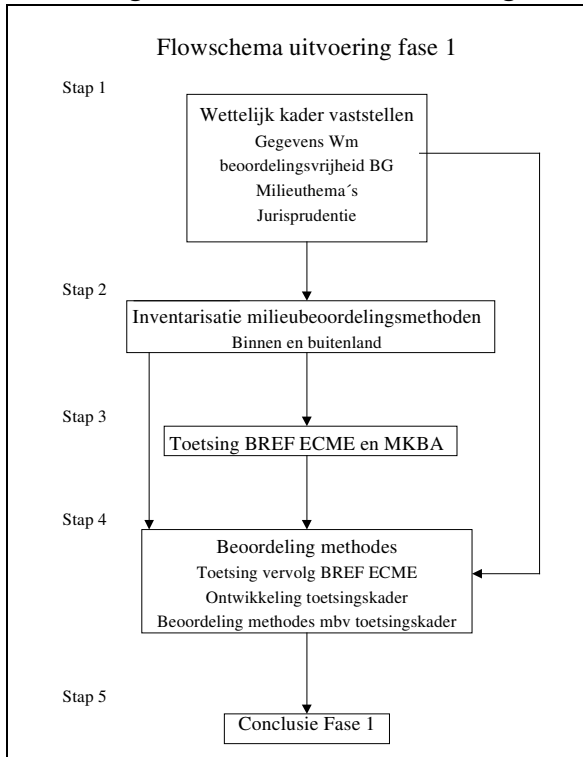 Flowschema uitvoering fase 1
Stap 1
Wettelijk kader vaststellen
Gegevens Wm
beoordelingsvrijheid BG
Milieuthema´s
Jurisprudentie
Stap 2
Inventarisatie milieubeoordelingsmethoden
Binnen en buitenland
Stap 3
Toetsing BREF ECME en MKBA
Stap 4
Beoordeling methodes
Toetsing vervolg BREF ECME
Ontwikkeling toetsingskader
Beoordeling methodes mbv toetsingskader
Stap 5
Conclusie Fase 1